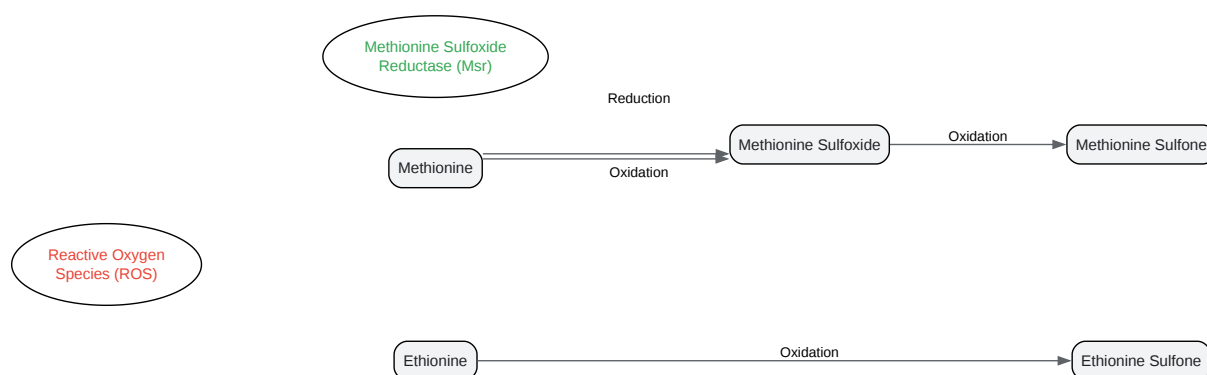 Methionine Sulfoxide
Reductase (Msr)
Reduction
Methionine
Oxidation
Methionine Sulfoxide
Oxidation
Methionine Sulfone
Reactive Oxygen
Species (ROS)
Ethionine
Oxidation
Ethionine Sulfone